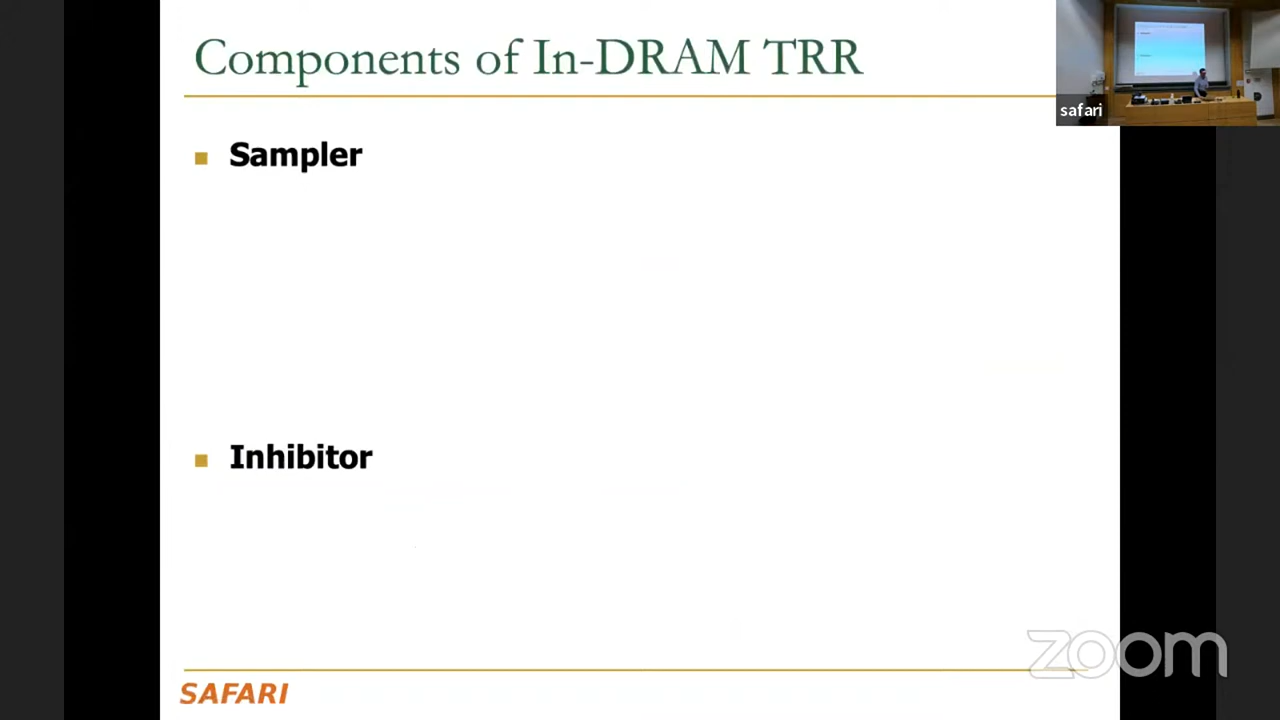 Components of In-DRAM TRR
safari
Sampler
Inhibitor
zoom
SAFARI